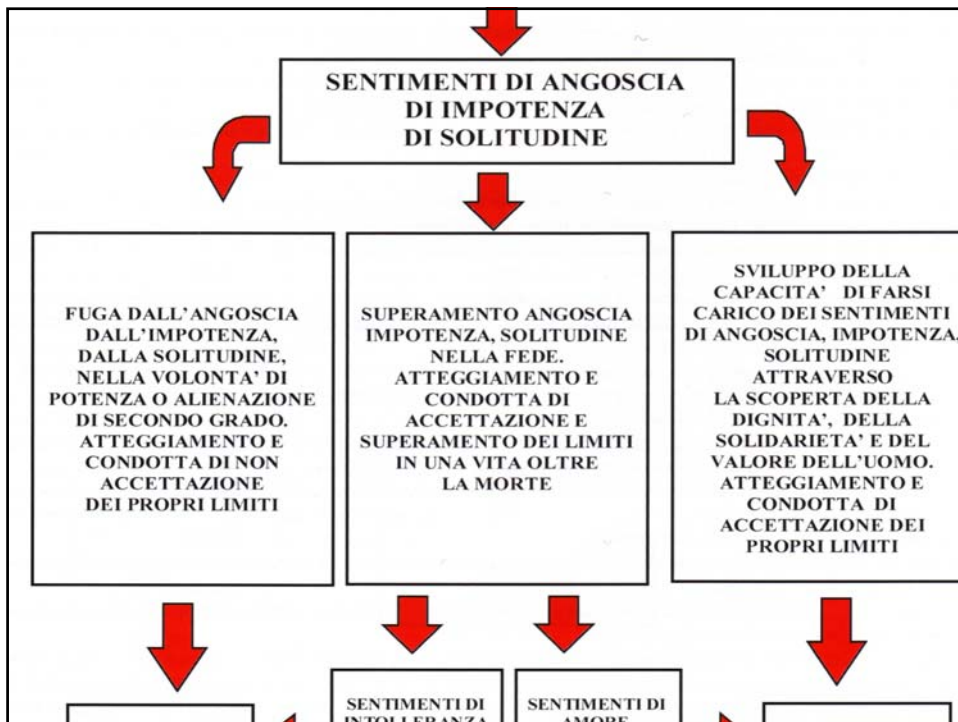 SENTIMENTI DI ANGOSCIA
DI IMPOTENZA
DI SOLITUDINE
FUGA DALL'ANGOSCIA
DALL'IMPOTENZA,
DALLA SOLITUDINE,
NELLA VOLONTA' DI
POTENZA O ALIENAZIONE
DI SECONDO GRADO.
ATTEGGIAMENTO E
CONDOTTA DI NON
ACCETTAZIONE
DEI PROPRI LIMITI
SUPERAMENTO ANGOSCIA
IMPOTENZA, SOLITUDINE
NELLA FEDE.
ATTEGGIAMENTO E
CONDOTTA DI
ACCETTAZIONE E
SUPERAMENTO DEI LIMITI
IN UNA VITA OLTRE
LA MORTE
SVILUPPO DELLA
CAPACITA' DI FARSI
CARICO DEI SENTIMENTI
DI ANGOSCIA, IMPOTENZA,
SOLITUDINE
ATTRAVERSO
LA SCOPERTA DELLA
DIGNITA', DELLA
SOLIDARIETA' E DEL
VALORE DELL'UOMO.
ATTEGGIAMENTO E
CONDOTTA DI
ACCETTAZIONE DEI
PROPRI LIMITI
SENTIMENTI DI
INTOLLERANZA
SENTIMENTI DI
AMORE